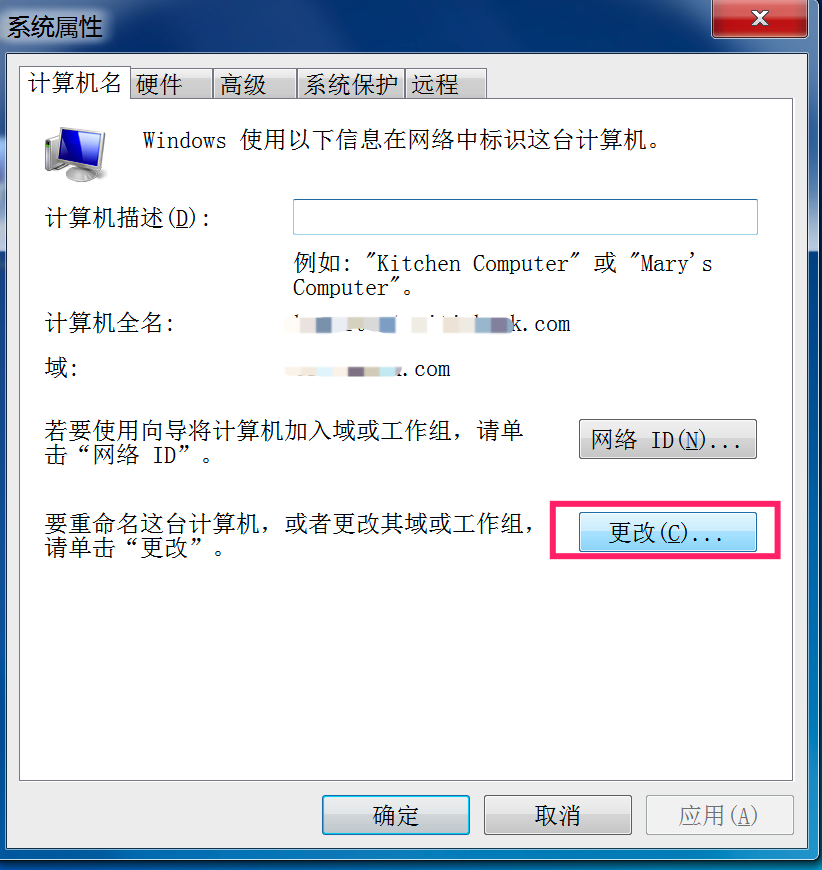 系统属性
计算机名 硬件 高级 系统保护 远程
Windows 使用以下信息在网络中标识这台计算机。
计算机描述(D):
例如: "Kitchen Computer" 或 "Mary's
Computer"。
计算机全名: .com
域: .com
若要使用向导将计算机加入域或工作组，请单
击“网络 ID”。
网络 ID(N)...
要重命名这台计算机，或者更改其域或工作组，
请单击“更改”。
更改(C)...
确定 取消 应用(A)